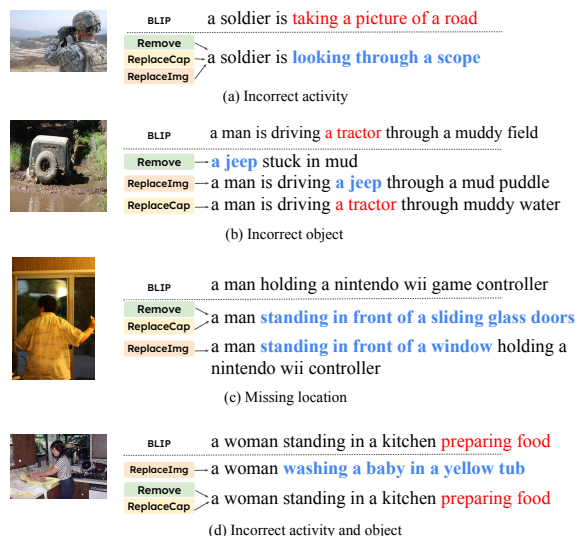 BLIP a soldier is taking a picture of a road
Remove
ReplaceCap a soldier is looking through a scope
ReplaceImg
(a) Incorrect activity
BLIP a man is driving a tractor through a muddy field
Remove a jeep stuck in mud
ReplaceImg a man is driving a jeep through a mud puddle
ReplaceCap a man is driving a tractor through muddy water
(b) Incorrect object
BLIP a man holding a nintendo wii game controller
Remove
ReplaceCap a man standing in front of a sliding glass doors
ReplaceImg a man standing in front of a window holding a
nintendo wii controller
(c) Missing location
BLIP a woman standing in a kitchen preparing food
ReplaceImg a woman washing a baby in a yellow tub
Remove
ReplaceCap a woman standing in a kitchen preparing food
(d) Incorrect activity and object